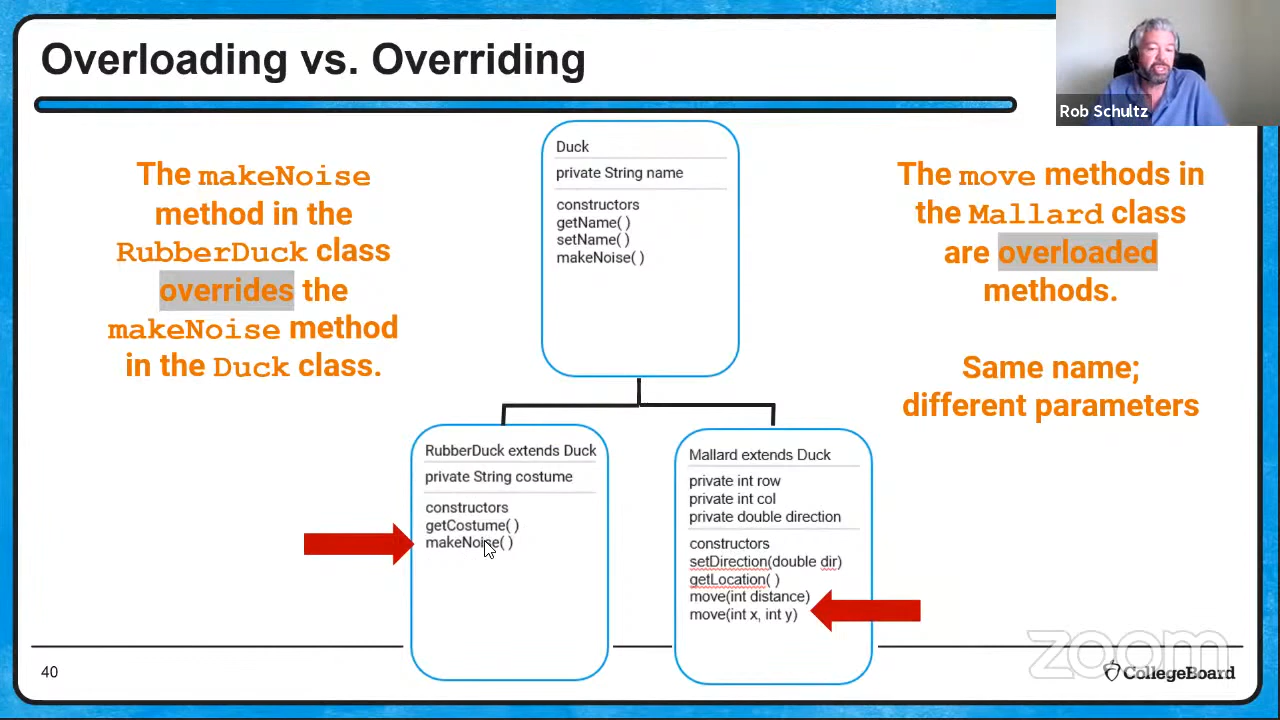 Overloading vs. Overriding
Rob Schultz
The makeNoise
method in the
RubberDuck class
overrides the
makeNoise method
in the Duck class.
Duck
private String name
constructors
getName( )
setName( )
makeNoise( )
The move methods in
the Mallard class
are overloaded
methods.
Same name;
different parameters
RubberDuck extends Duck
private String costume
constructors
getCostume( )
makeNoise( )
Mallard extends Duck
private int row
private int col
private double direction
constructors
setDirection(double dir)
getLocation( )
move(int distance)
move(int x, int y)
40
zoom
CollegeBoard